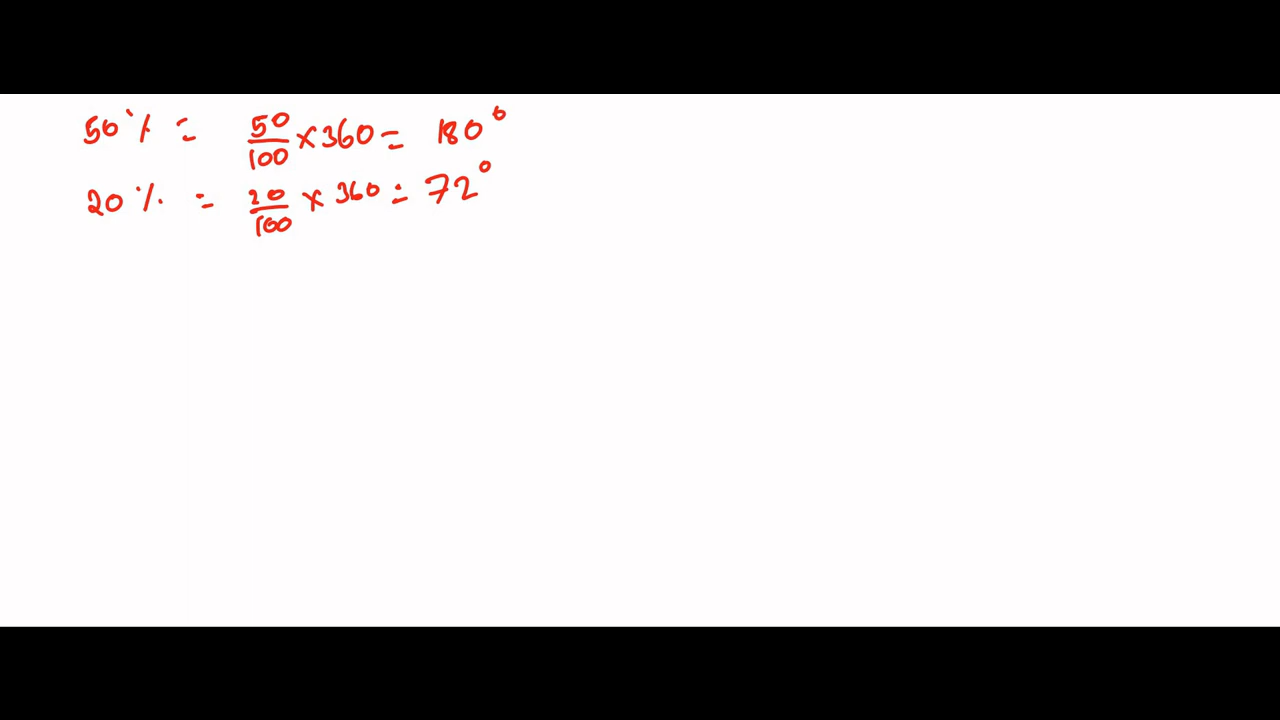 50% = 50/100 × 360 = 180°
20% = 20/100 × 360 = 72°